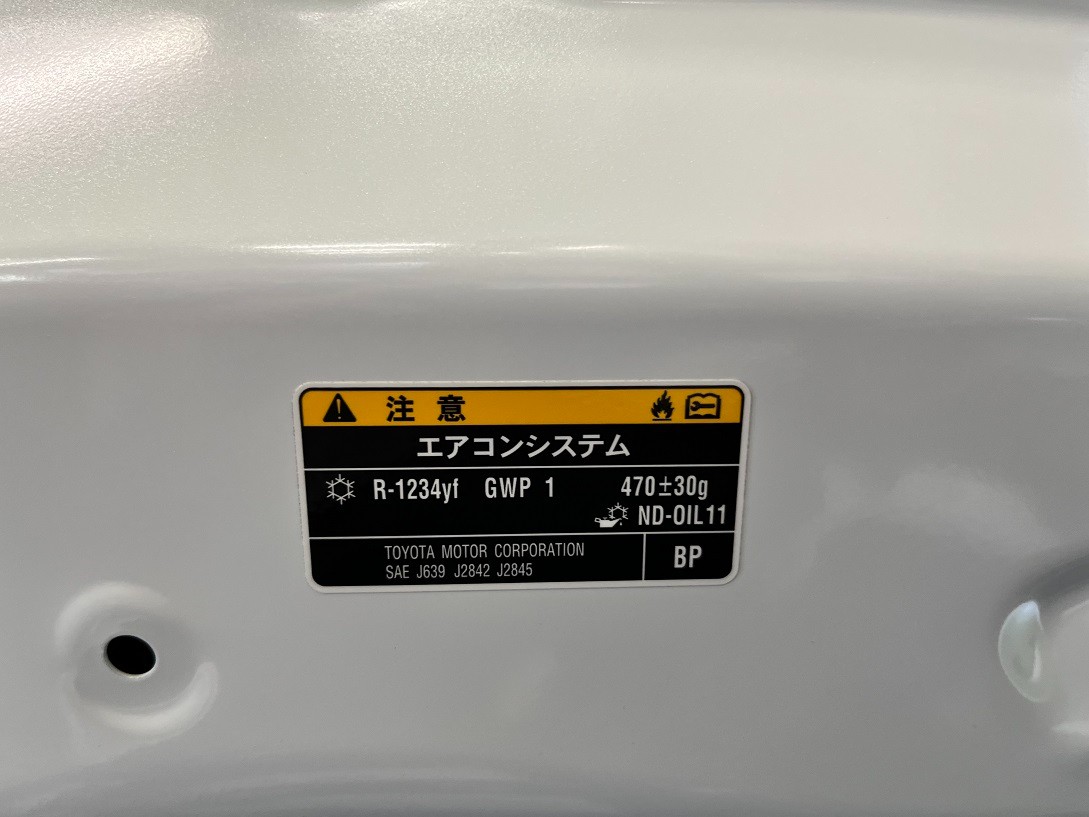 注意
エアコンシステム
R-1234yf GWP 1 470±30g
ND-OIL11
TOYOTA MOTOR CORPORATION
SAE J639 J2842 J2845
BP